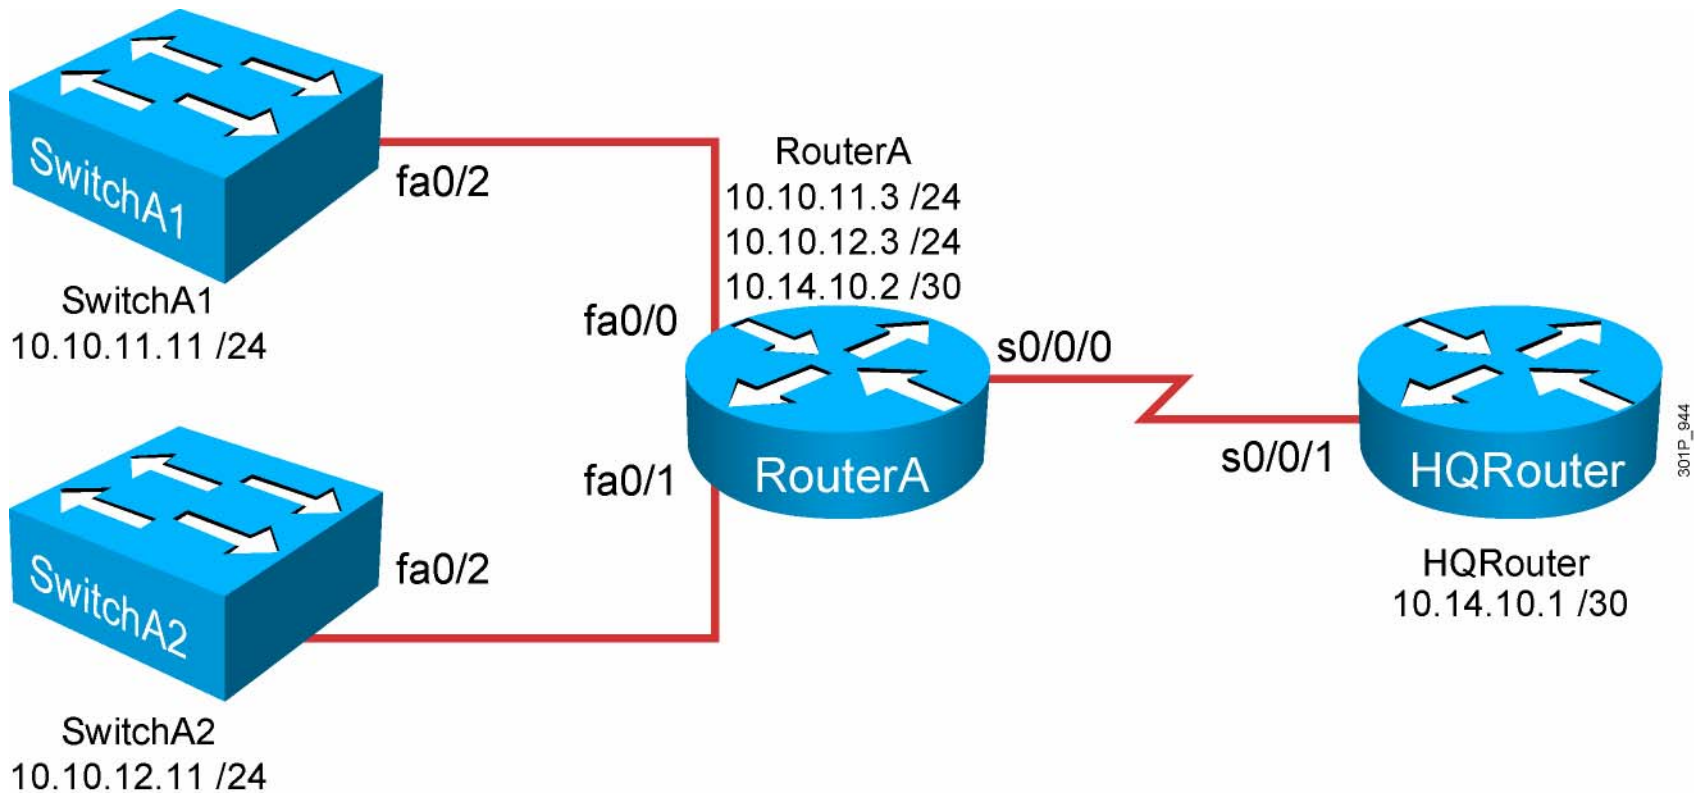 SwitchA1
fa0/2
SwitchA1
10.10.11.11 /24
RouterA
10.10.11.3 /24
10.10.12.3 /24
10.14.10.2 /30
fa0/0
s0/0/0
fa0/1
RouterA
s0/0/1
HQRouter
HQRouter
10.14.10.1 /30
SwitchA2
fa0/2
SwitchA2
10.10.12.11 /24
301P_944